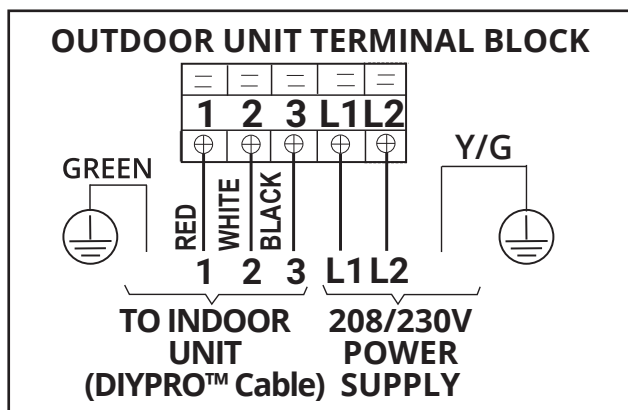 OUTDOOR UNIT TERMINAL BLOCK
1 2 3 L1 L2
GREEN
RED
WHITE
BLACK
Y/G
1 2 3 L1 L2
TO INDOOR
UNIT
(DIYPRO™ Cable)
208/230V
POWER
SUPPLY